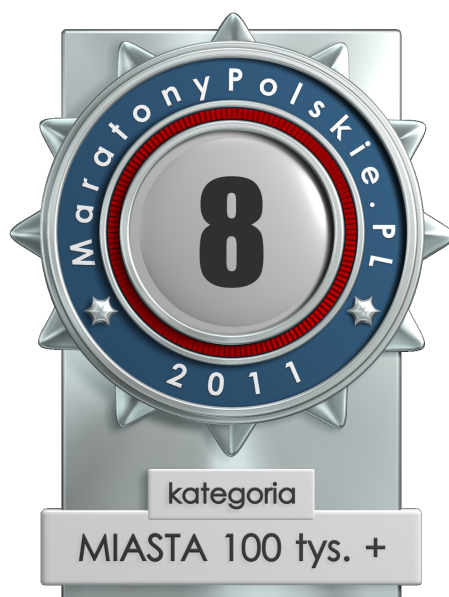 MaratonyPolskie.PL
8
2011
kategoria
MIASTA 100 tys. +